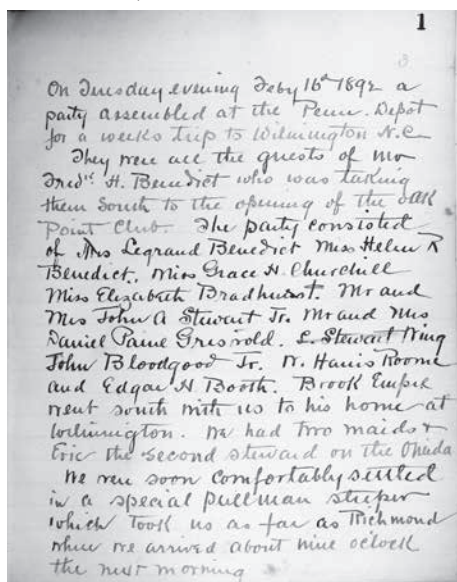 1
3
On Tuesday evening Feby 16th 1892 a
party assembled at the Penn. Depot
for a weeks trip to Wilmington N.C
They were all the guests of Mr
Fredk H. Benedict who was taking
them South to the opening of the Oak
Point Club. The party consisted
of Mrs Legrand Benedict Miss Helen R
Benedict, Miss Grace H. Churchill
Miss Elizabeth Bradhurst. Mr and
Mrs John A Stewart Jr. Mr and Mrs
Daniel Paine Griswold. L. Stewart Wing
John Bloodgood Jr. W. Harris Roome
and Edgar H Booth. Brook Empie
went south with us to his home at
Wilmington. We had two maids &
Eric the second steward on the Oneida
We were soon comfortably settled
in a special pullman sleeper
which took us as far as Richmond
where we arrived about nine oclock
the next morning